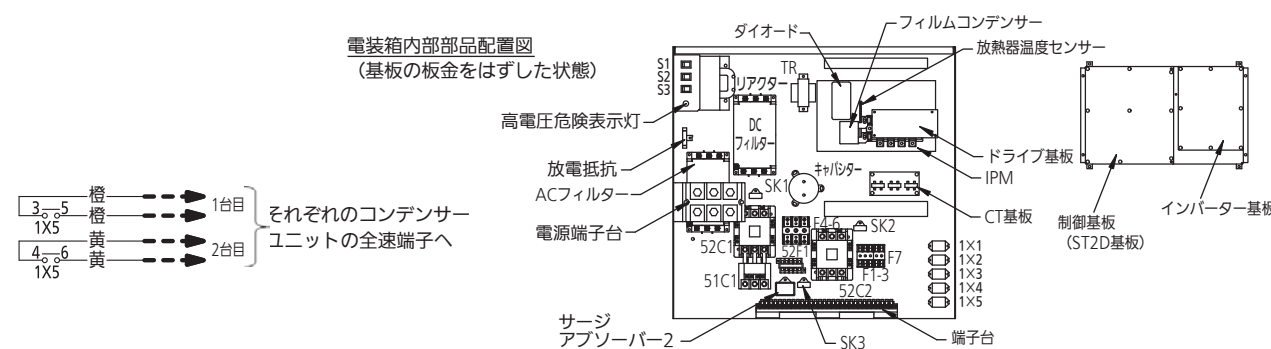 電装箱内部部品配置図
（基板の板金をはずした状態）
橙
3
5
橙
1X5
1台目
黄
4
6
黄
1X5
2台目
それぞれのコンデンサー
ユニットの全速端子へ
ダイオード
フィルムコンデンサー
放熱器温度センサー
S1
S2
S3
リアクター
TR
高電圧危険表示灯
DC
フィルター
放電抵抗
ACフィルター
キャパシター
SK1
ドライブ基板
IPM
CT基板
電源端子台
52C1
52F1
F4-6
SK2
F7
F1-3
51C1
52C2
1X1
1X2
1X3
1X4
1X5
サージ
アブソーバー2
SK3
端子台
制御基板
（ST2D基板）
インバーター基板